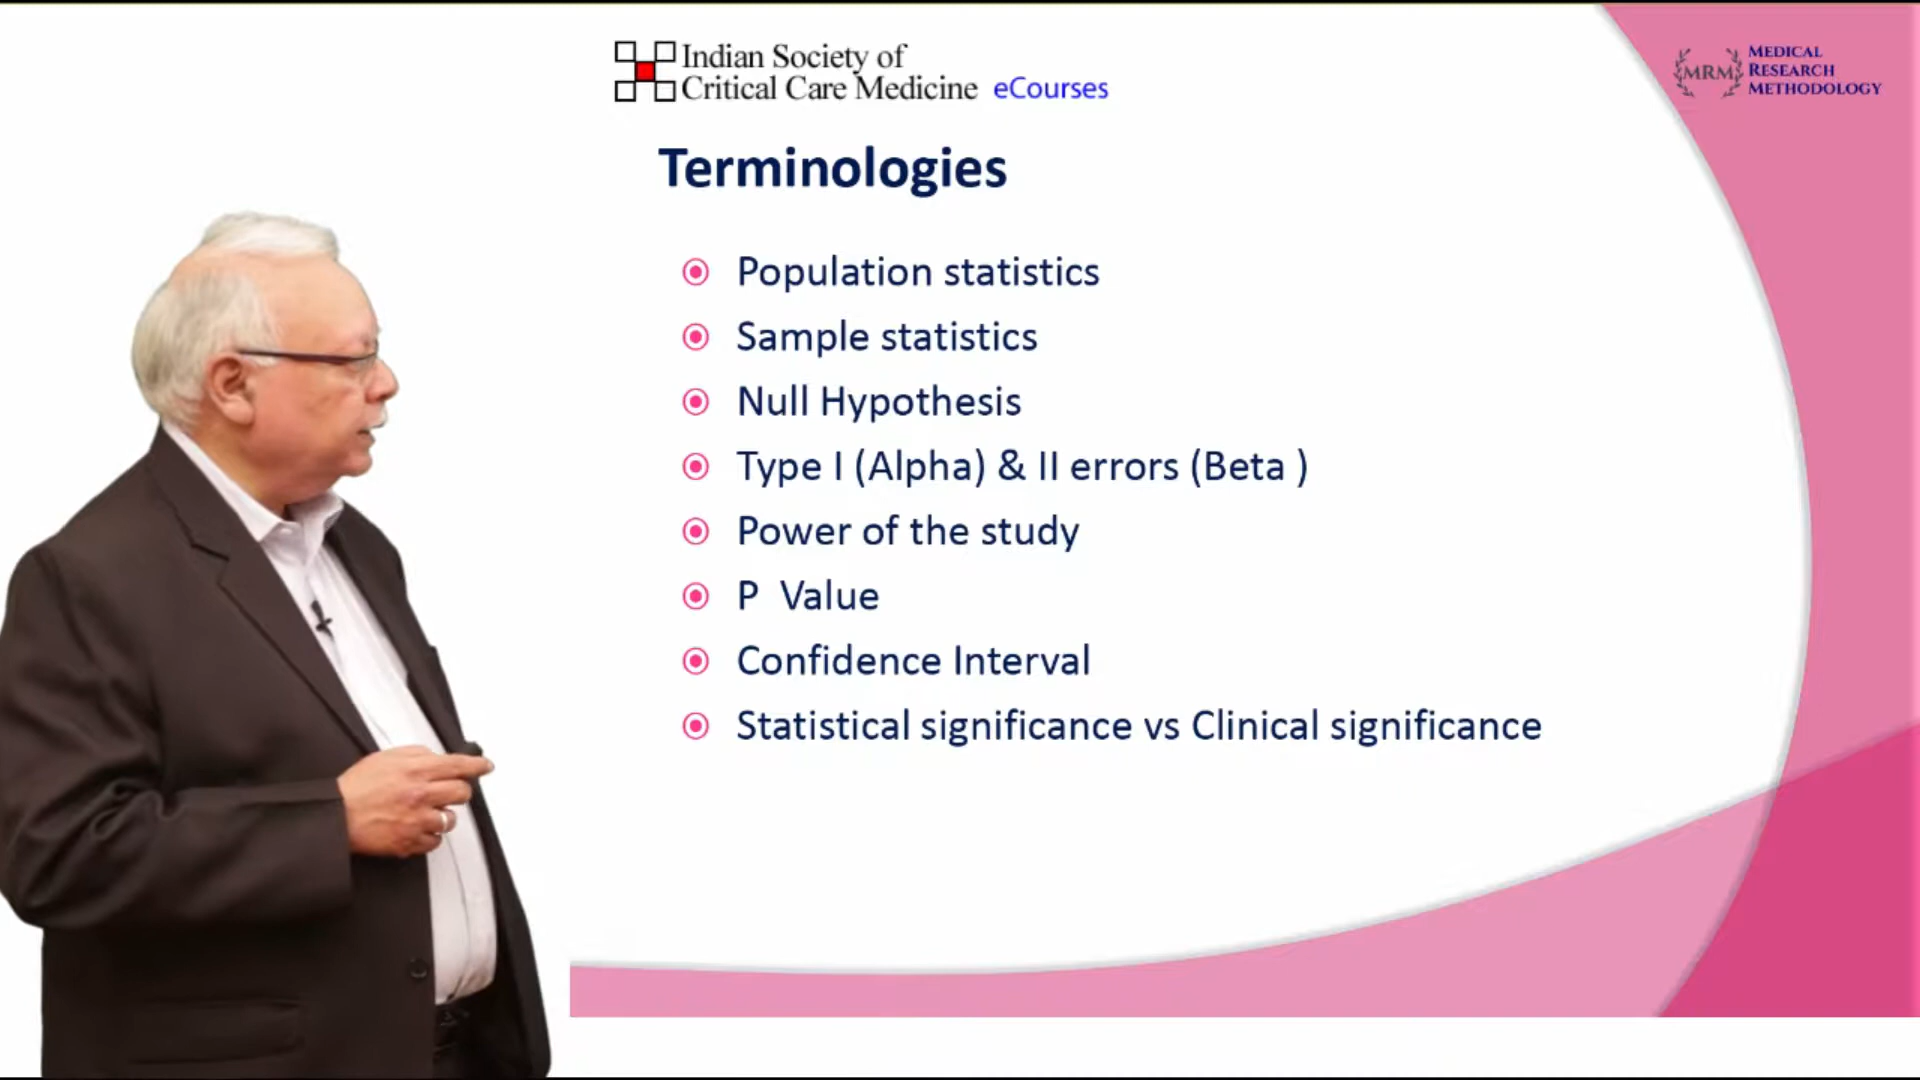 Indian Society of
Critical Care Medicine eCourses
MRM
MEDICAL
RESEARCH
METHODOLOGY
Terminologies
Population statistics
Sample statistics
Null Hypothesis
Type I (Alpha) & II errors (Beta )
Power of the study
P  Value
Confidence Interval
Statistical significance vs Clinical significance